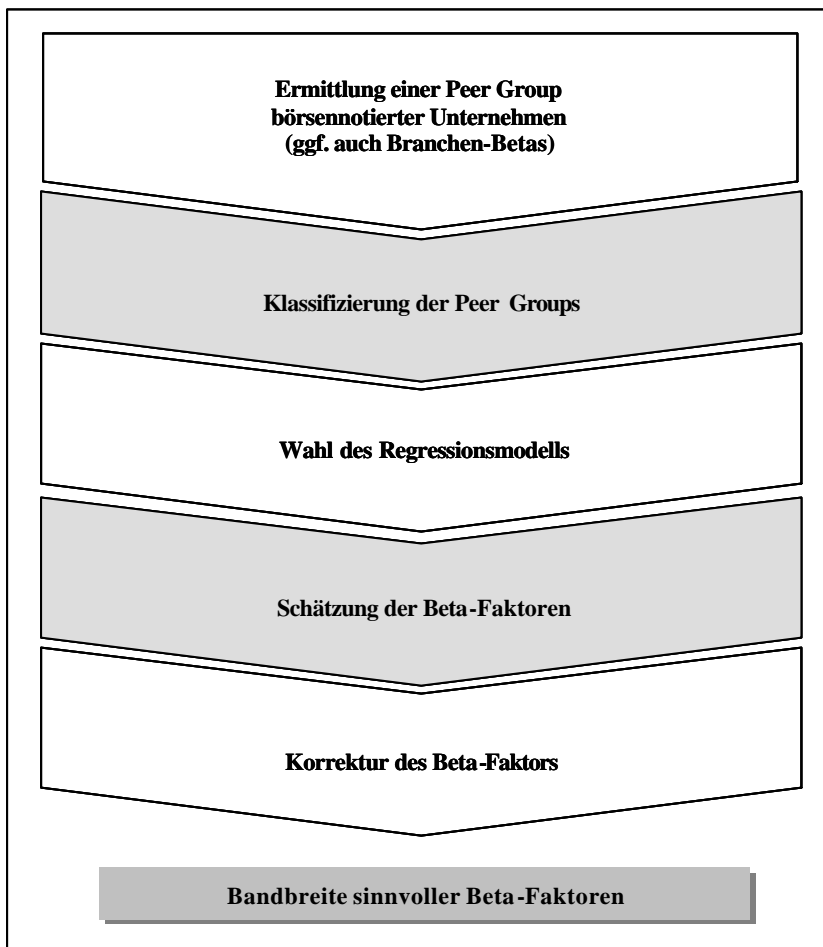 Ermittlung einer Peer Group
börsennotierter Unternehmen
(ggf. auch Branchen-Betas)
Klassifizierung der Peer Groups
Wahl des Regressionsmodells
Schätzung der Beta-Faktoren
Korrektur des Beta-Faktors
Bandbreite sinnvoller Beta-Faktoren